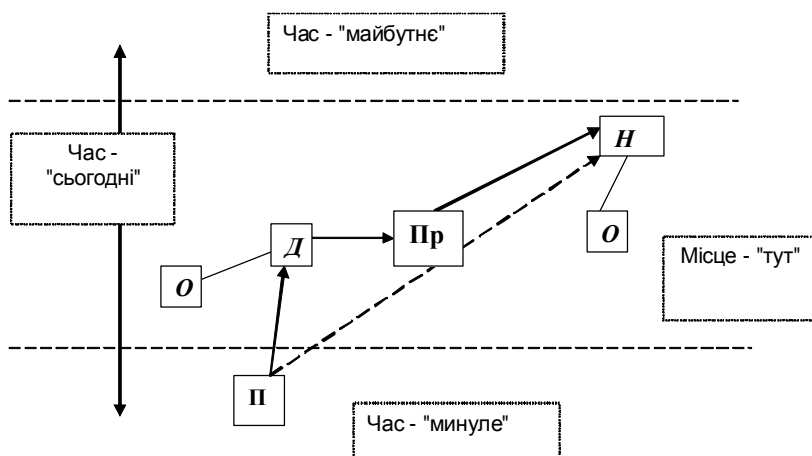 Час - "майбутнє"
Час -
"сьогодні"
Н
Пр
Д
О
О
Місце - "тут"
П
Час - "минуле"